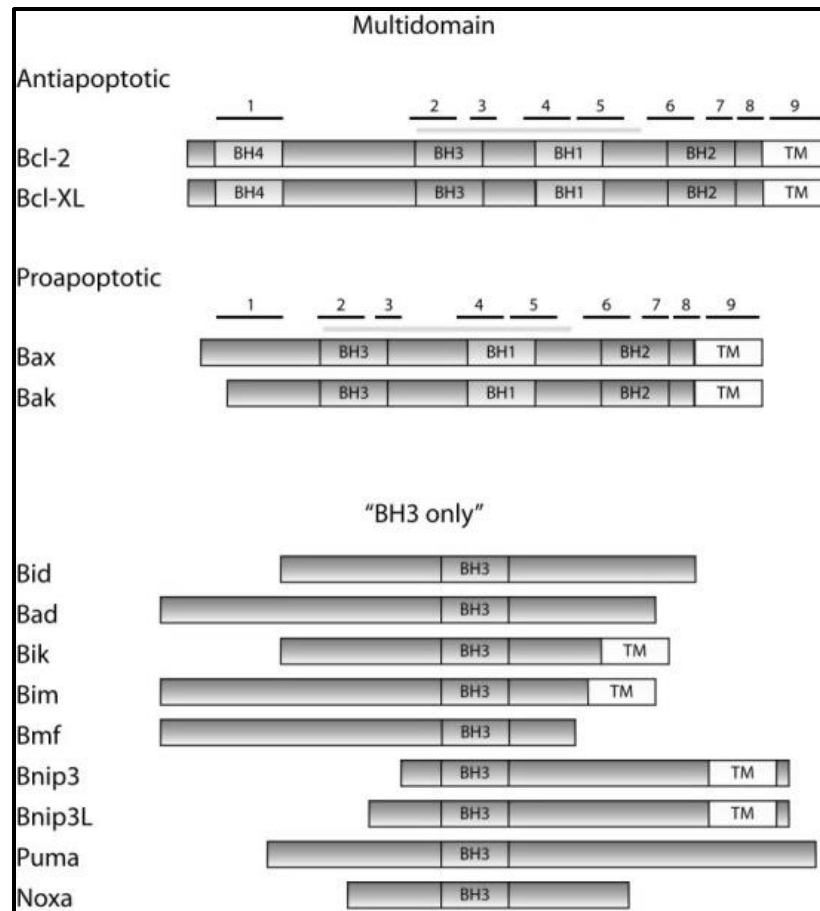 Multidomain
Antiapoptotic
1 2 3 4 5 6 7 8 9
Bcl-2 BH4 BH3 BH1 BH2 TM
Bcl-XL BH4 BH3 BH1 BH2 TM
Proapoptotic
1 2 3 4 5 6 7 8 9
Bax BH3 BH1 BH2 TM
Bak BH3 BH1 BH2 TM
“BH3 only”
Bid BH3
Bad BH3
Bik BH3 TM
Bim BH3 TM
Bmf BH3
Bnip3 BH3 TM
Bnip3L BH3 TM
Puma BH3
Noxa BH3